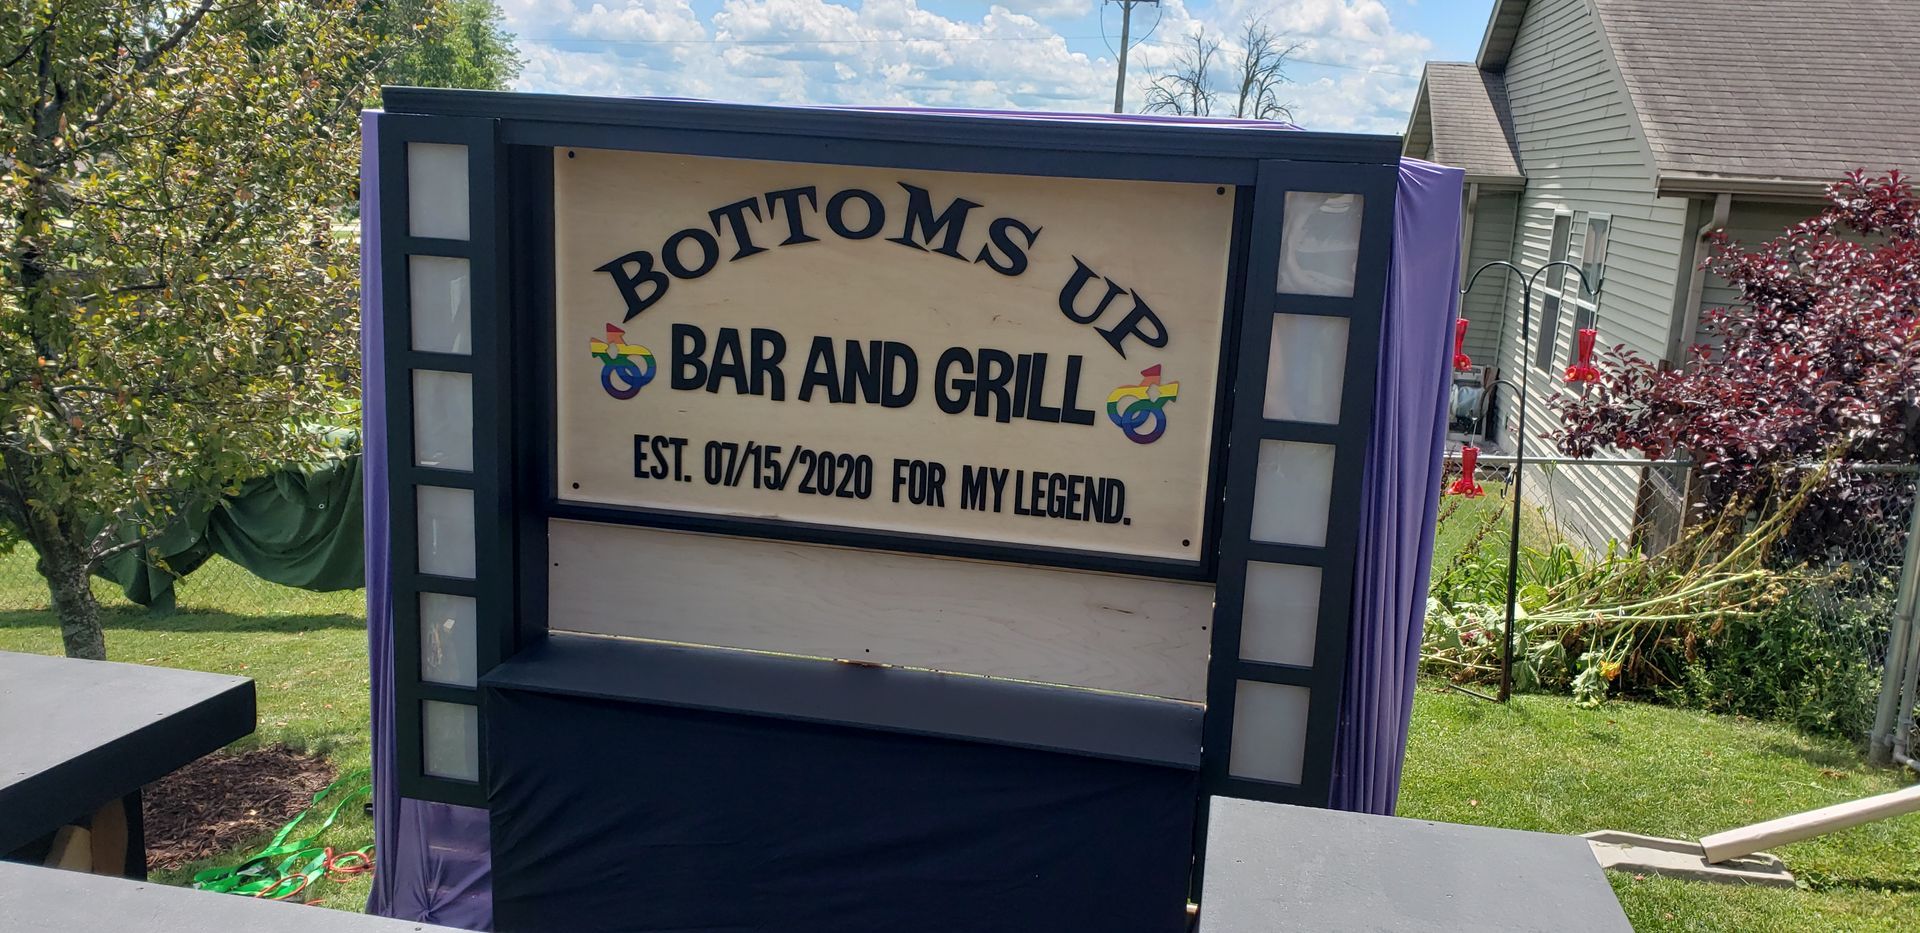 BOTTOMS UP
BAR AND GRILL
EST. 07/15/2020 FOR MY LEGEND.